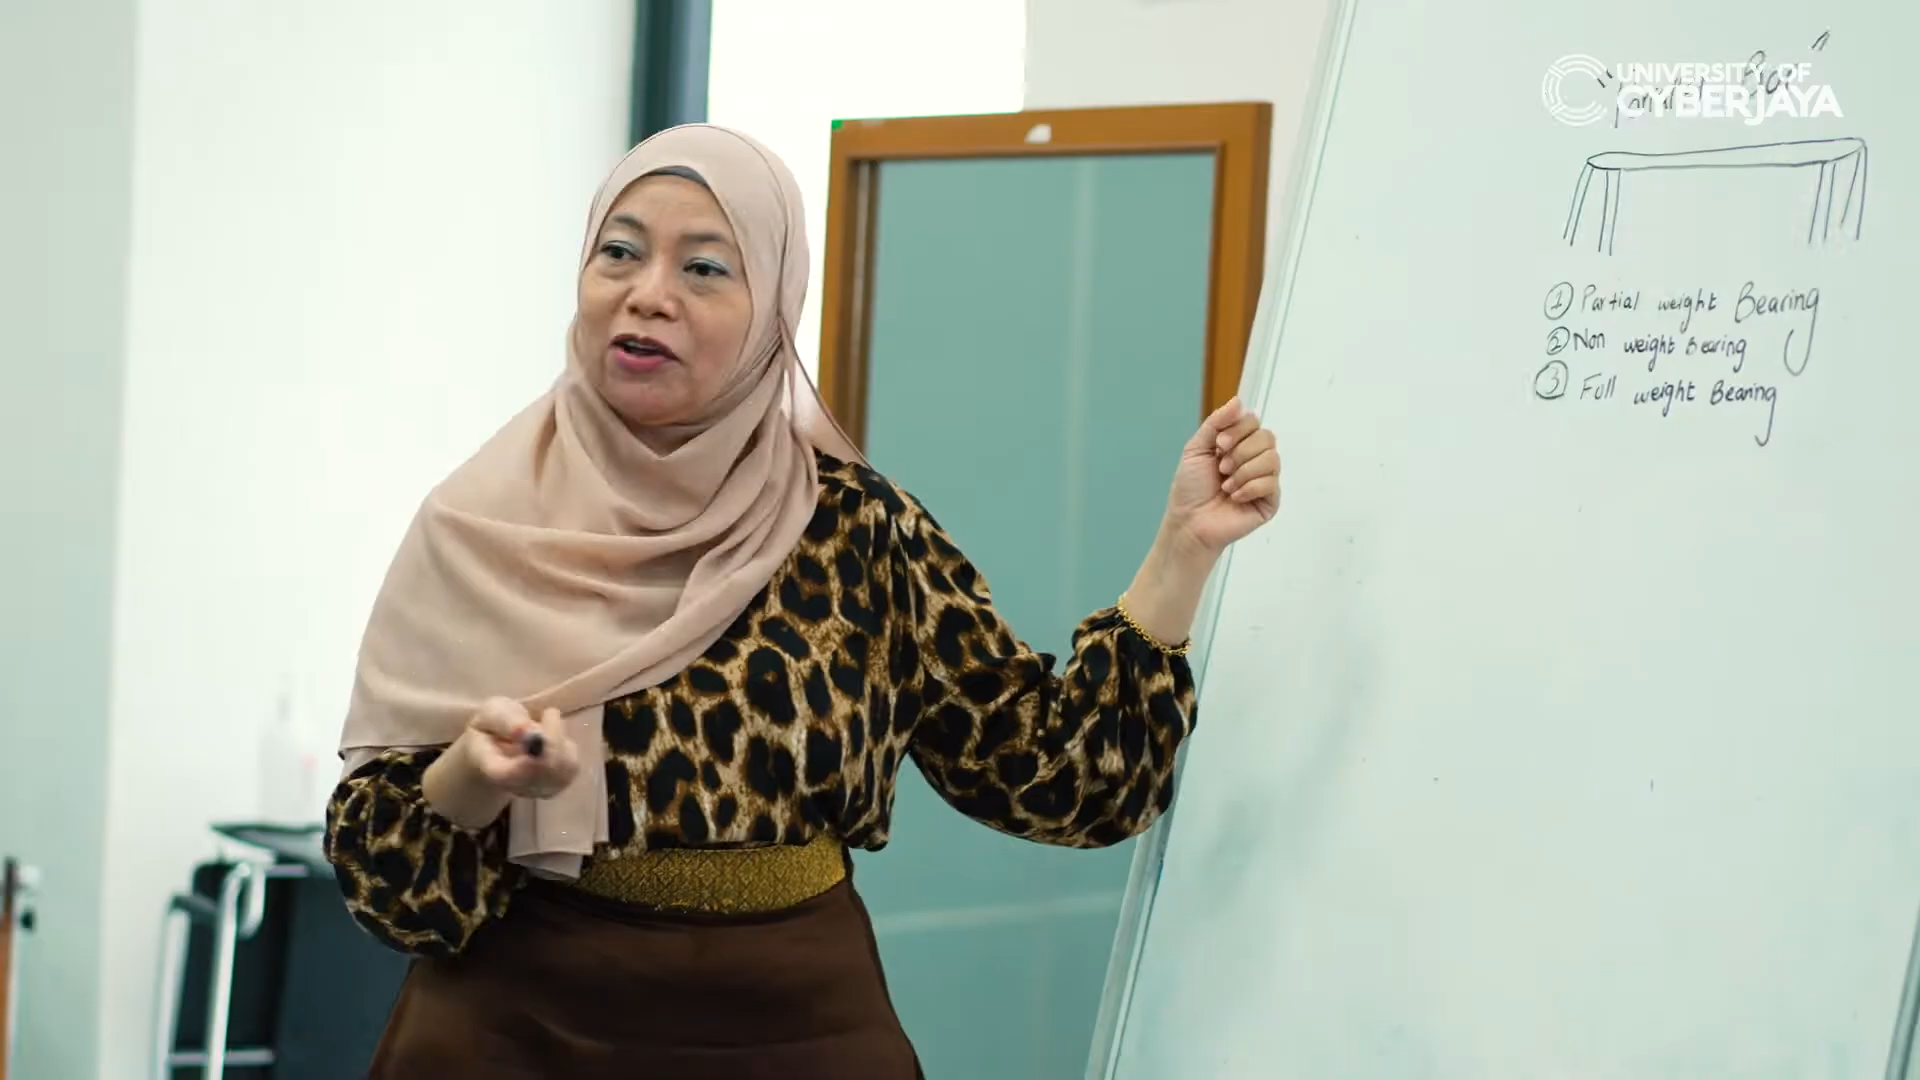 UNIVERSITY OF
CYBERJAYA
① Partial weight Bearing
② Non weight Bearing
③ Full weight Bearing